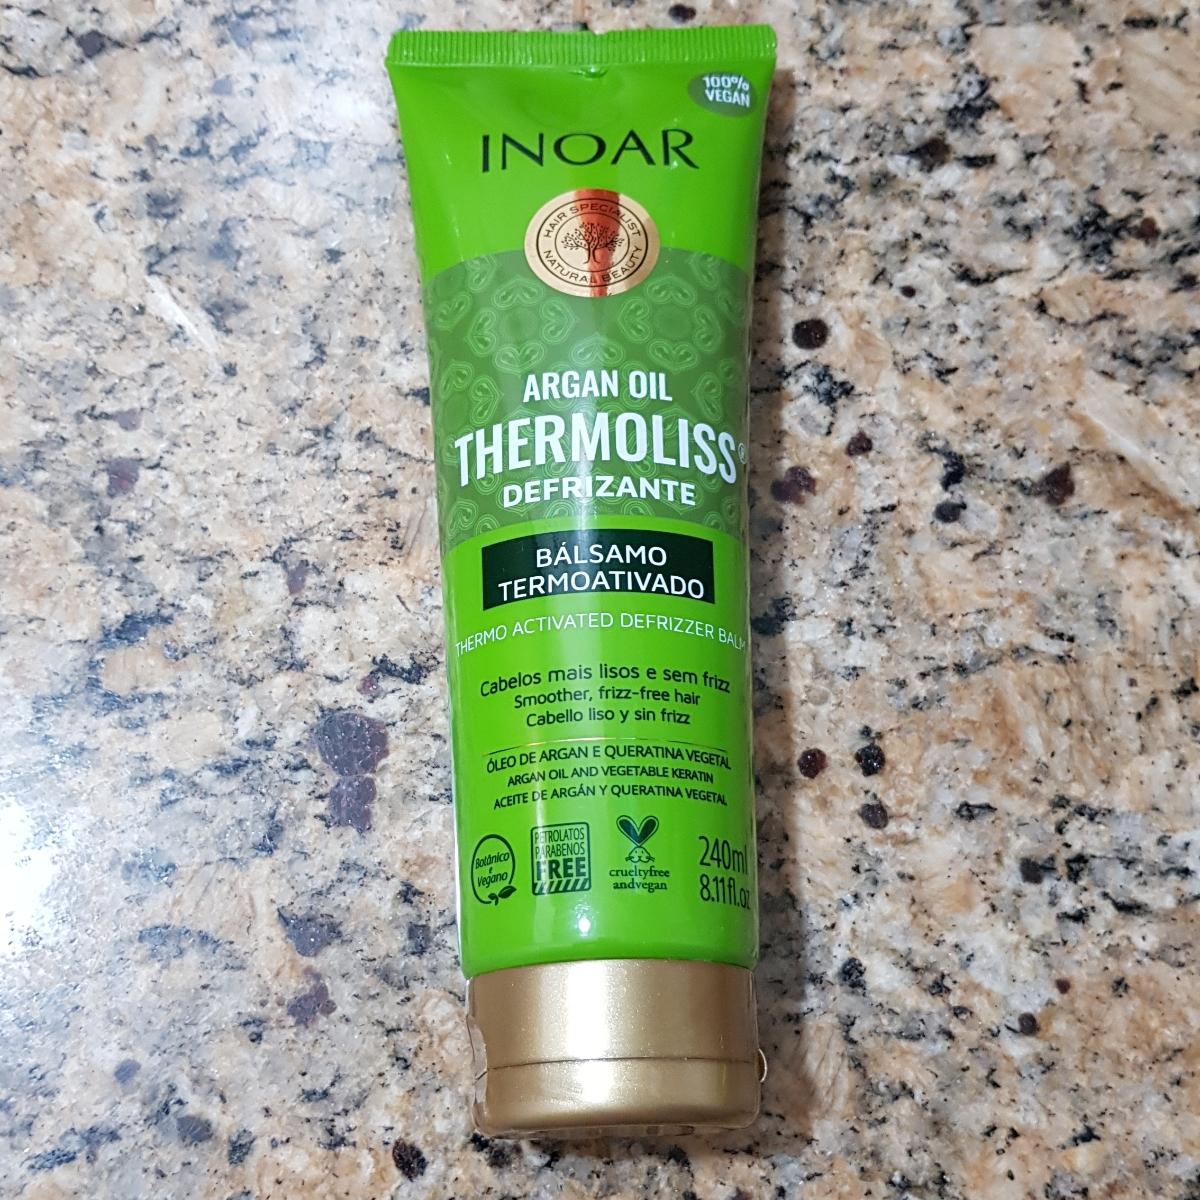 100%
VEGAN
INOAR
HAIR SPECIALIST
NATURAL BEAUTY
ARGAN OIL
THERMOLISS®
DEFRIZANTE
BÁLSAMO
TERMOATIVADO
THERMO ACTIVATED DEFRIZZER BALM
Cabelos mais lisos e sem frizz
Smoother, frizz-free hair
Cabello liso y sin frizz
ÓLEO DE ARGAN E QUERATINA VEGETAL
ARGAN OIL AND VEGETABLE KERATIN
ACEITE DE ARGÁN Y QUERATINA VEGETAL
Botânico
e
Vegano
PETROLATOS
PARABENOS
FREE
crueltyfree
andvegan
240ml
8.11fl.oz